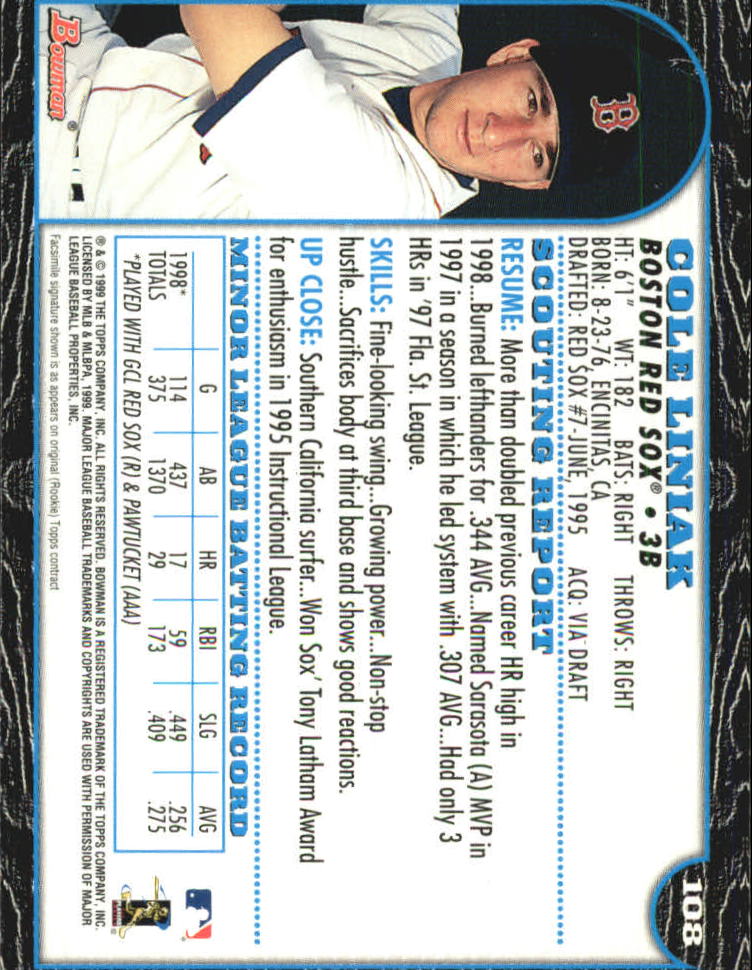 108
COLE LINIAK
BOSTON RED SOX® • 3B
HT: 6'1" WT: 182 BATS: RIGHT THROWS: RIGHT
BORN: 8-23-76 ENCINITAS, CA
DRAFTED: RED SOX #7-JUNE, 1995 ACQ: VIA DRAFT
SCOUTING REPORT
RESUME: More than doubled previous career HR high in
1998...Burned lefthanders for .344 AVG...Named Sarasota (A) MVP in
1997 in a season in which he led system with .307 AVG...Had only 3
HRs in '97 Fla. St. League.
SKILLS: Fine-looking swing...Growing power...Non-stop
hustle...Sacrifices body at third base and shows good reactions.
UP CLOSE: Southern California surfer...Won Sox' Tony Latham Award
for enthusiasm in 1995 Instructional League.
MINOR LEAGUE BATTING RECORD
G AB HR RBI SLG AVG
1998* 114 437 17 59 .449 .256
TOTALS 375 1370 29 173 .409 .275
*PLAYED WITH GCL RED SOX (R) & PAWTUCKET (AAA)
® & © 1999 THE TOPPS COMPANY, INC. ALL RIGHTS RESERVED. BOWMAN IS A REGISTERED TRADEMARK OF THE TOPPS COMPANY, INC.
LICENSED BY MLB & MLBPA, 1999. MAJOR LEAGUE BASEBALL TRADEMARKS AND COPYRIGHTS ARE USED WITH PERMISSION OF MAJOR
LEAGUE BASEBALL PROPERTIES, INC.
Facsimile signature shown is as appears on original (Rookie) Topps contract
B
Bowman®